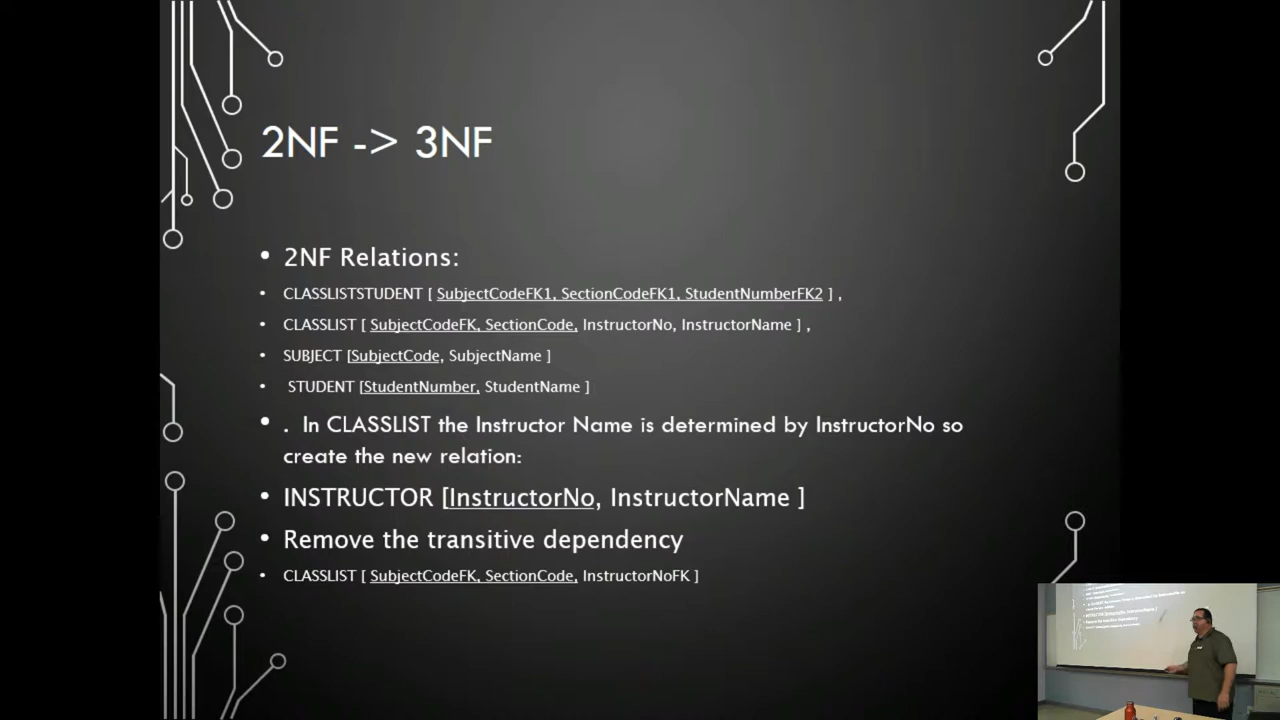 2NF -> 3NF
• 2NF Relations:
• CLASSLISTSTUDENT [ SubjectCodeFK1, SectionCodeFK1, StudentNumberFK2 ] ,
• CLASSLIST [ SubjectCodeFK, SectionCode, InstructorNo, InstructorName ] ,
• SUBJECT [SubjectCode, SubjectName ]
• STUDENT [StudentNumber, StudentName ]
• . In CLASSLIST the Instructor Name is determined by InstructorNo so
create the new relation:
• INSTRUCTOR [InstructorNo, InstructorName ]
• Remove the transitive dependency
• CLASSLIST [ SubjectCodeFK, SectionCode, InstructorNoFK ]